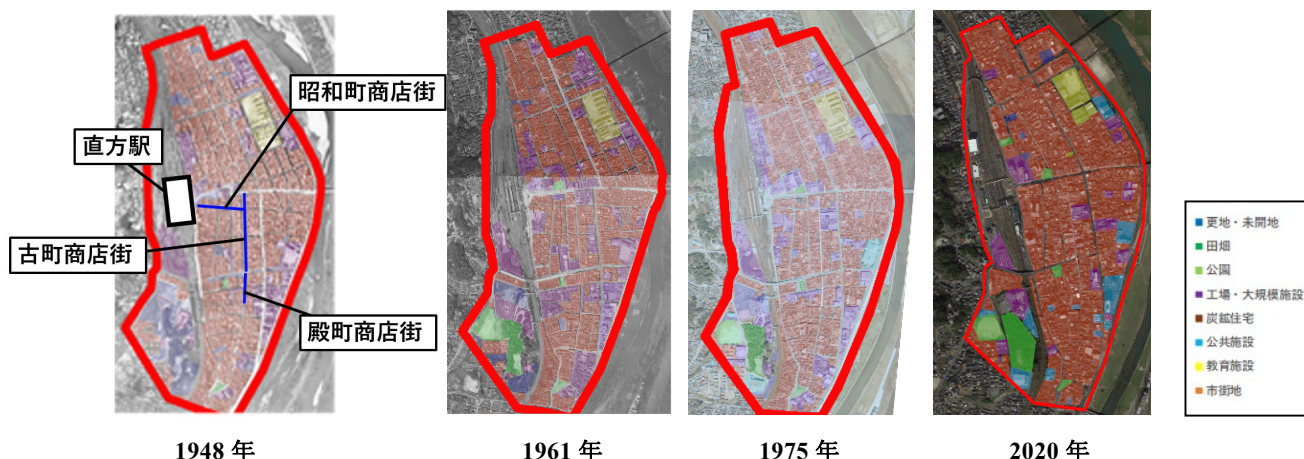 昭和町商店街
直方駅
古町商店街
殿町商店街
更地・未開地
田畑
公園
工場・大規模施設
炭鉱住宅
公共施設
教育施設
市街地
1948 年
1961 年
1975 年
2020 年